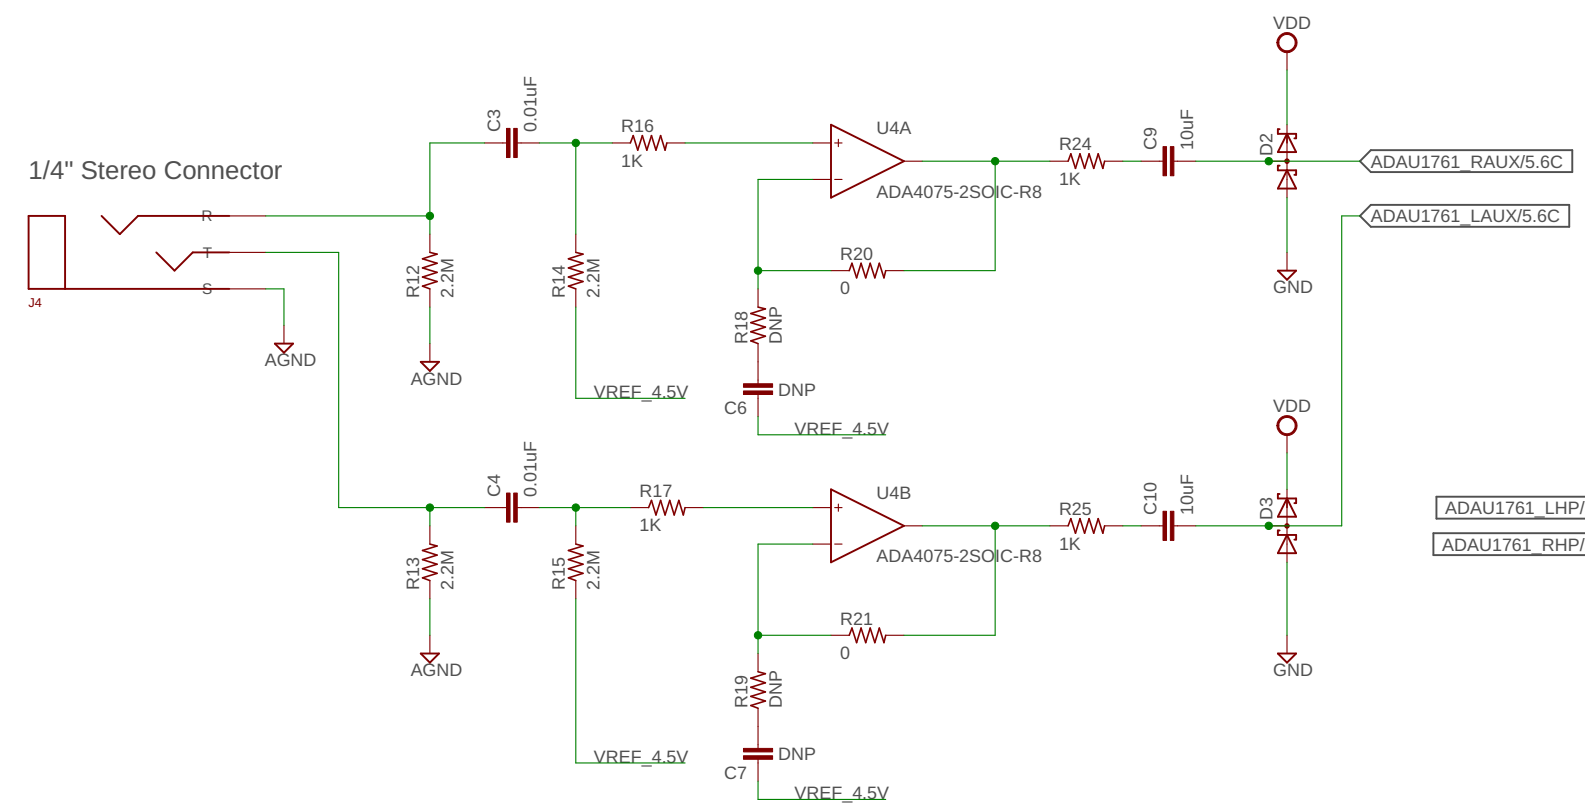 1/4" Stereo Connector
R
T
S
J4
AGND
R12
2.2M
AGND
C3
0.01uF
R14
2.2M
VREF_4.5V
R16
1K
U4A
ADA4075-2SOIC-R8
+
−
R20
0
R18
DNP
C6
DNP
VREF_4.5V
R24
1K
C9
10uF
VDD
D2
GND
ADAU1761_RAUX/5.6C
ADAU1761_LAUX/5.6C
R13
2.2M
AGND
C4
0.01uF
R15
2.2M
VREF_4.5V
R17
1K
U4B
ADA4075-2SOIC-R8
+
−
R21
0
R19
DNP
C7
DNP
VREF_4.5V
R25
1K
C10
10uF
VDD
D3
GND
ADAU1761_LHP/
ADAU1761_RHP/